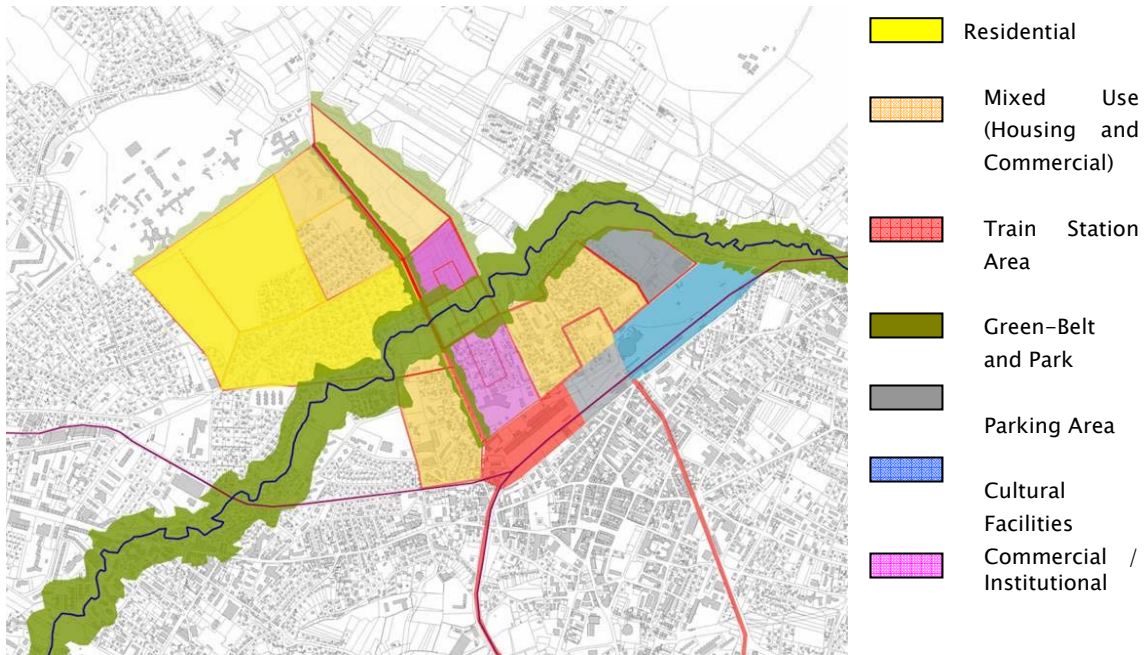 Residential
Mixed Use
(Housing and
Commercial)
Train Station
Area
Green-Belt
and Park
Parking Area
Cultural
Facilities
Commercial /
Institutional